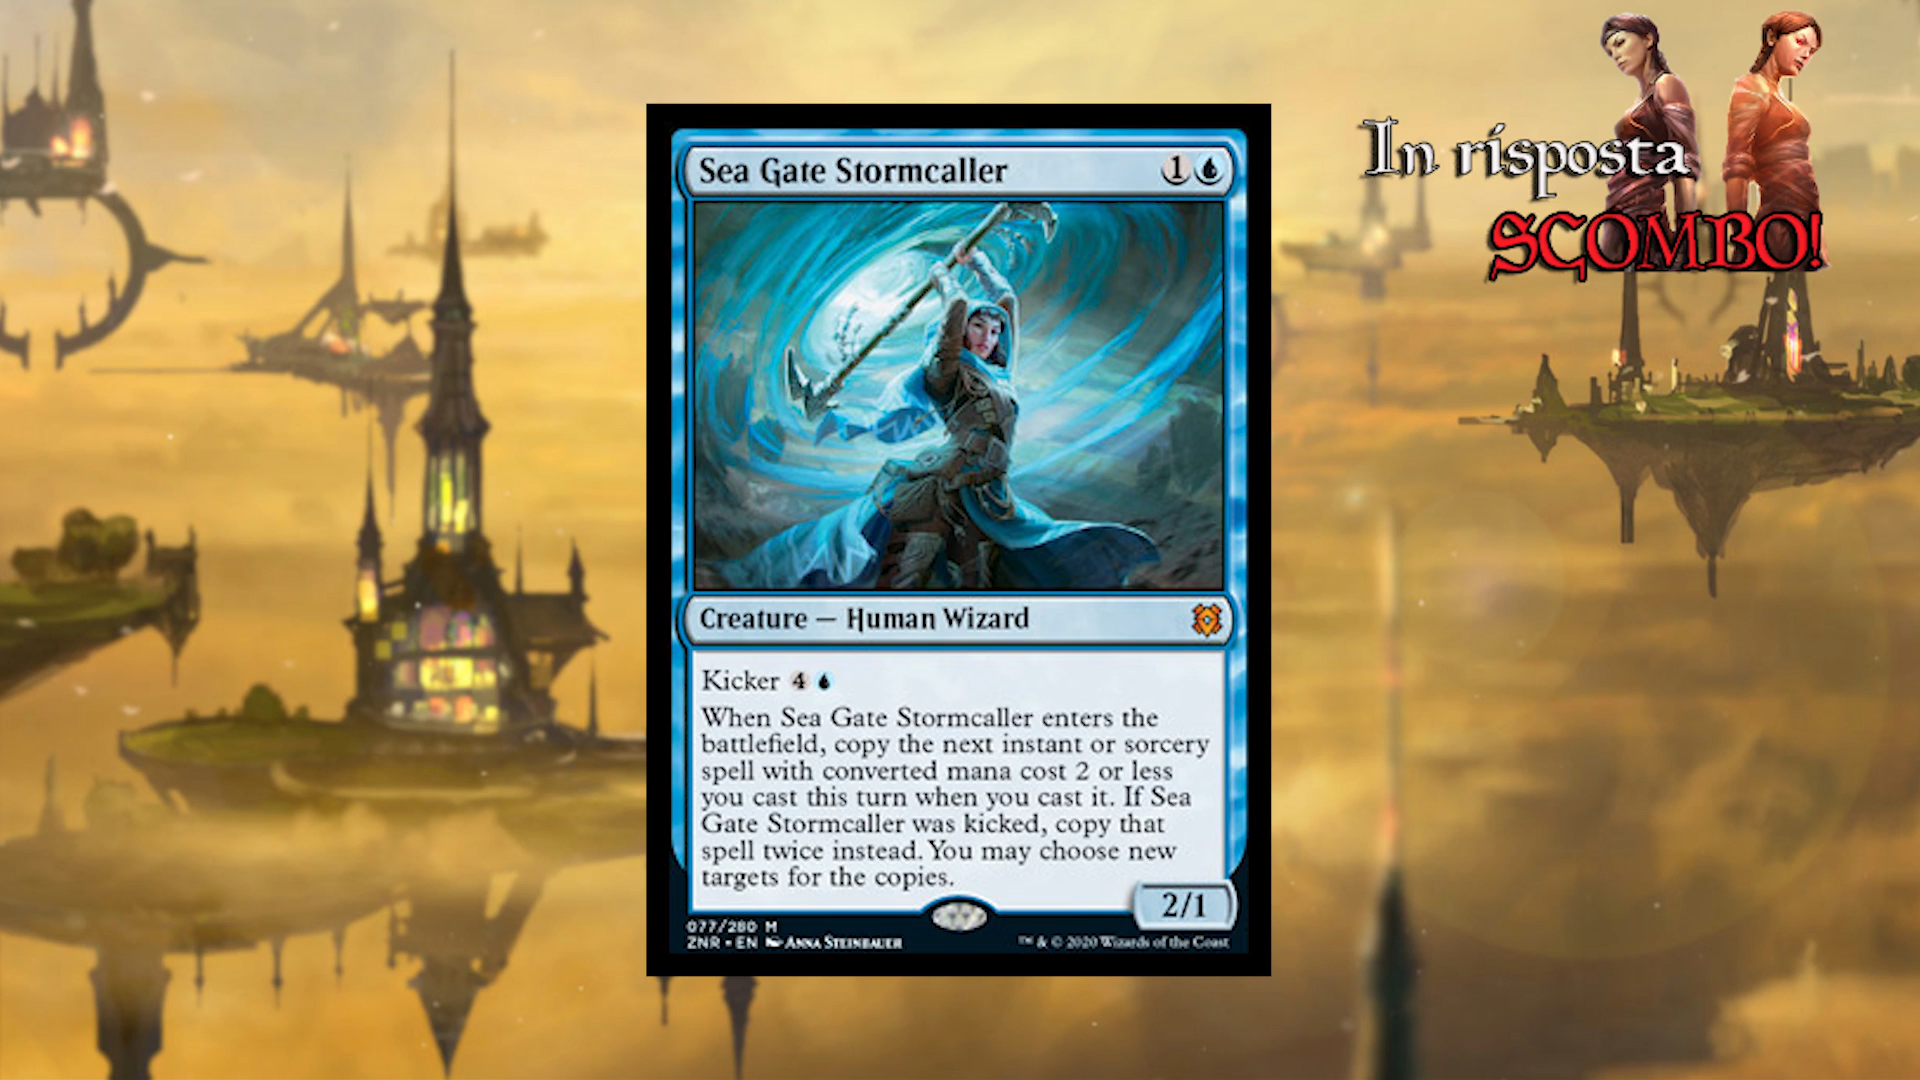 In risposta
SCOMBO!
Sea Gate Stormcaller 1
Creature — Human Wizard
Kicker 4
When Sea Gate Stormcaller enters the
battlefield, copy the next instant or sorcery
spell with converted mana cost 2 or less
you cast this turn when you cast it. If Sea
Gate Stormcaller was kicked, copy that
spell twice instead. You may choose new
targets for the copies.
2/1
077/280 M
ZNR • EN Anna Steinbauer
™ & © 2020 Wizards of the Coast